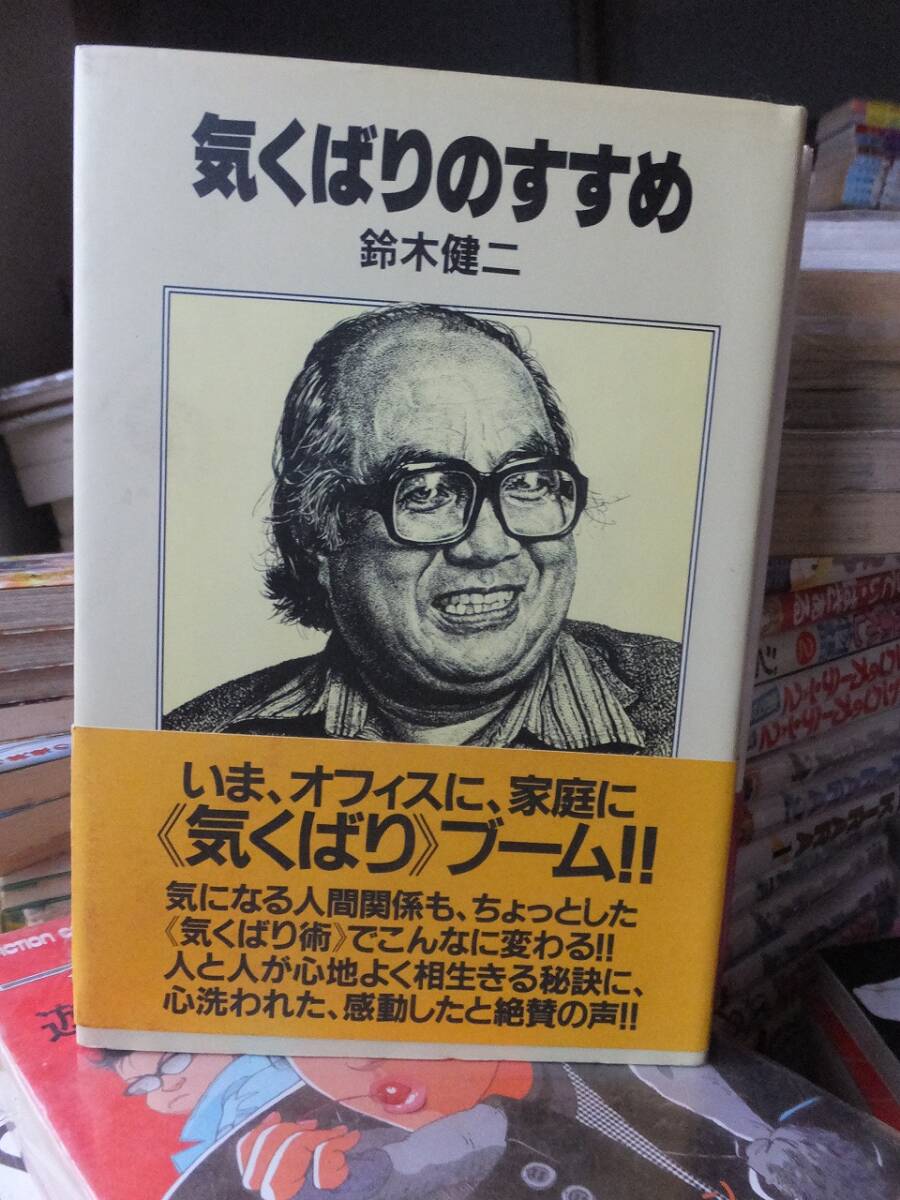 気くばりのすすめ
鈴木健二
いま、オフィスに、家庭に
《気くばり》ブーム!!
気になる人間関係も、ちょっとした
《気くばり術》でこんなに変わる!!
人と人が心地よく相生きる秘訣に、
心洗われた、感動したと絶賛の声!!